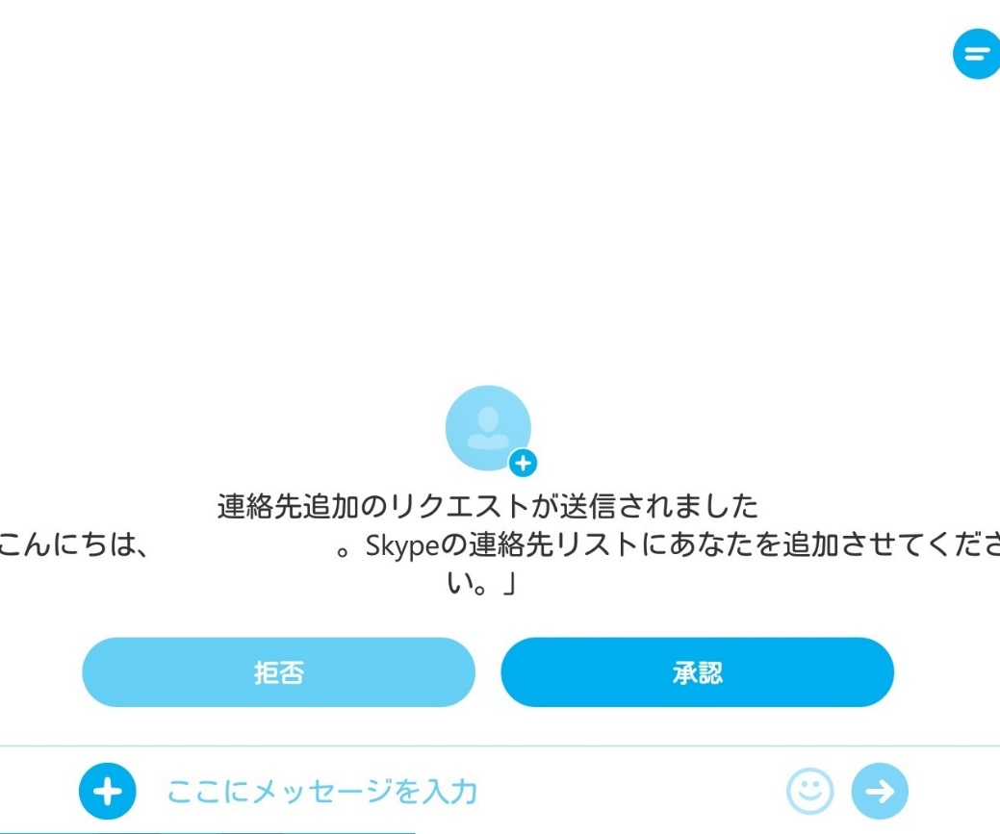 連絡先追加のリクエストが送信されました
こんにちは、 。Skypeの連絡先リストにあなたを追加させてくださ
い。」
拒否
承認
ここにメッセージを入力